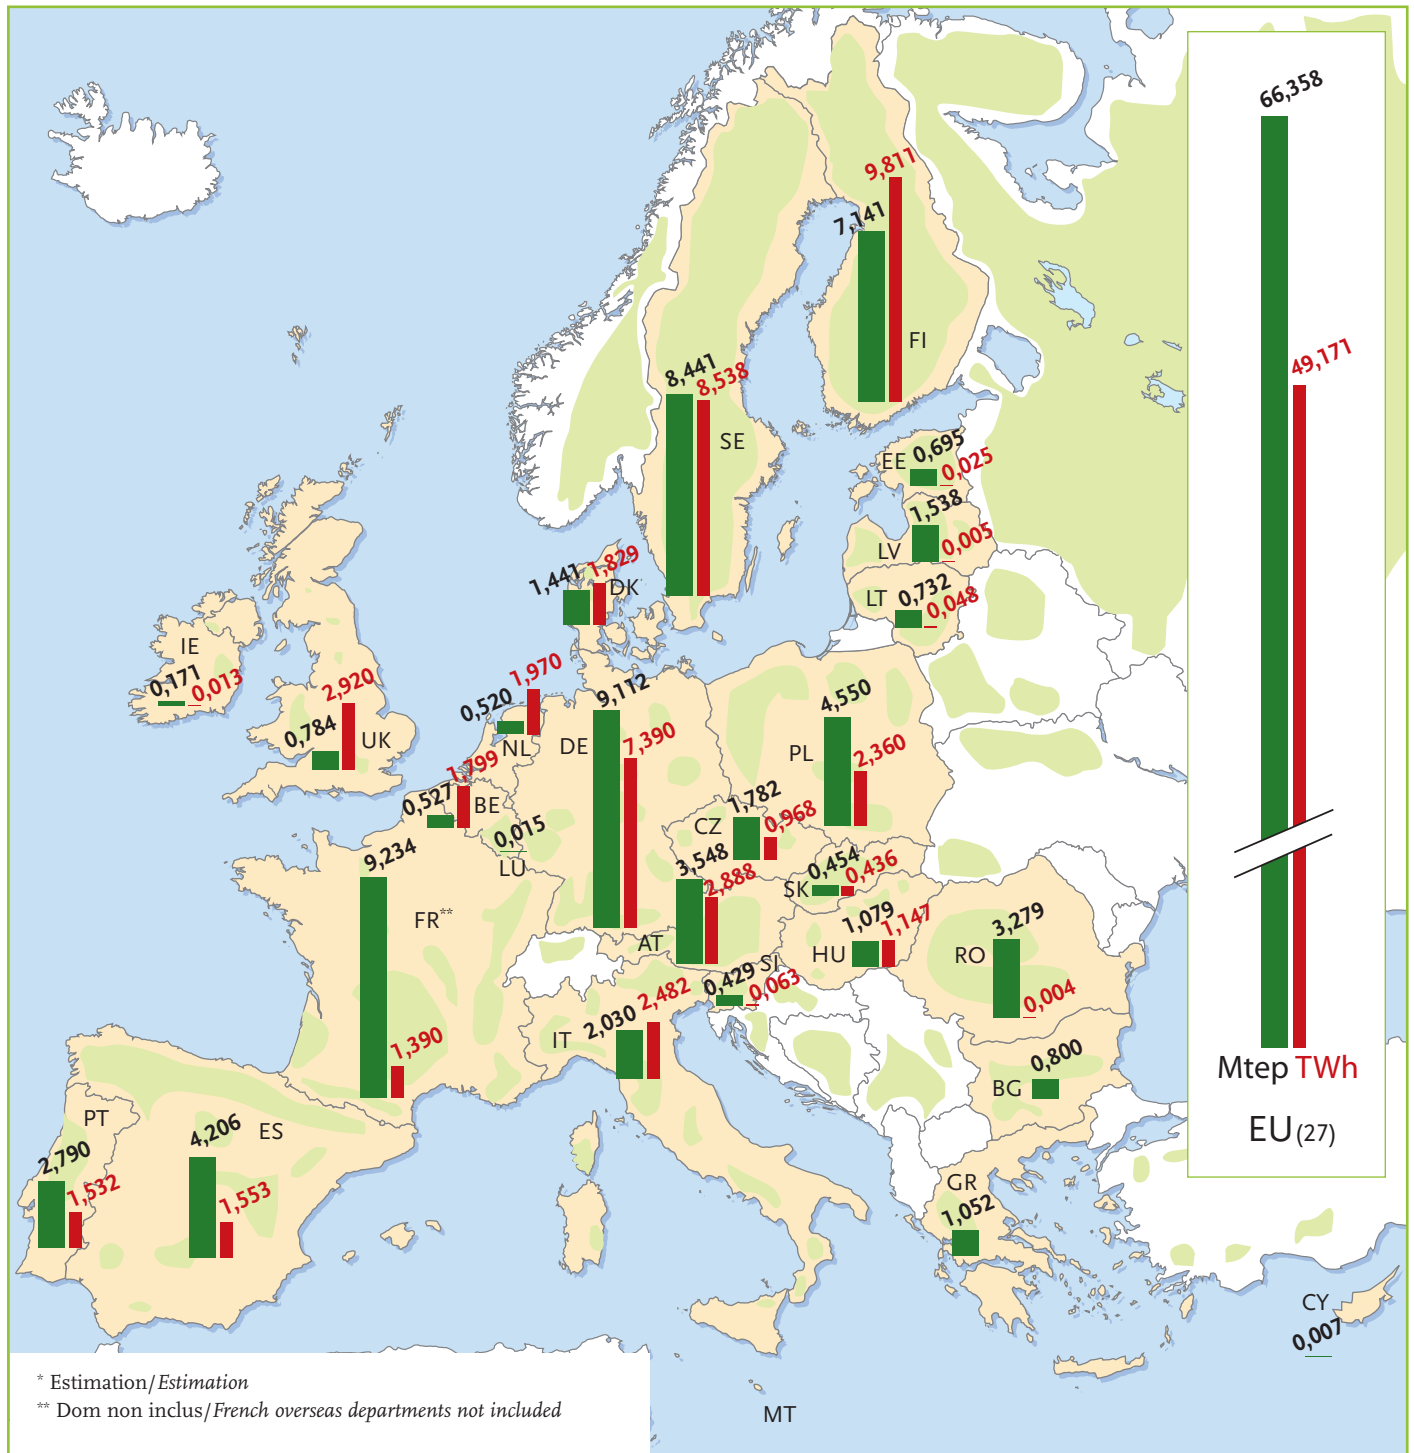 66,358
49,171
Mtep TWh
EU (27)
9,811
7,141
FI
8,441
8,538
SE
EE
0,695
0,025
1,538
LV
0,005
LT
0,732
0,048
1,441
1,829
DK
IE
0,171
0,013
2,920
0,784
UK
0,520
1,970
NL
9,112
DE
7,390
4,550
PL
2,360
1,799
0,527
BE
0,015
LU
1,782
CZ
0,968
3,548
2,888
AT
0,454
SK
0,436
9,234
FR**
1,390
1,079
1,147
HU
3,279
RO
0,004
SI
0,429
0,063
2,482
2,030
IT
0,800
BG
PT
2,790
1,532
4,206
ES
1,553
GR
1,052
CY
0,007
MT
* Estimation/Estimation
** Dom non inclus/French overseas departments not included